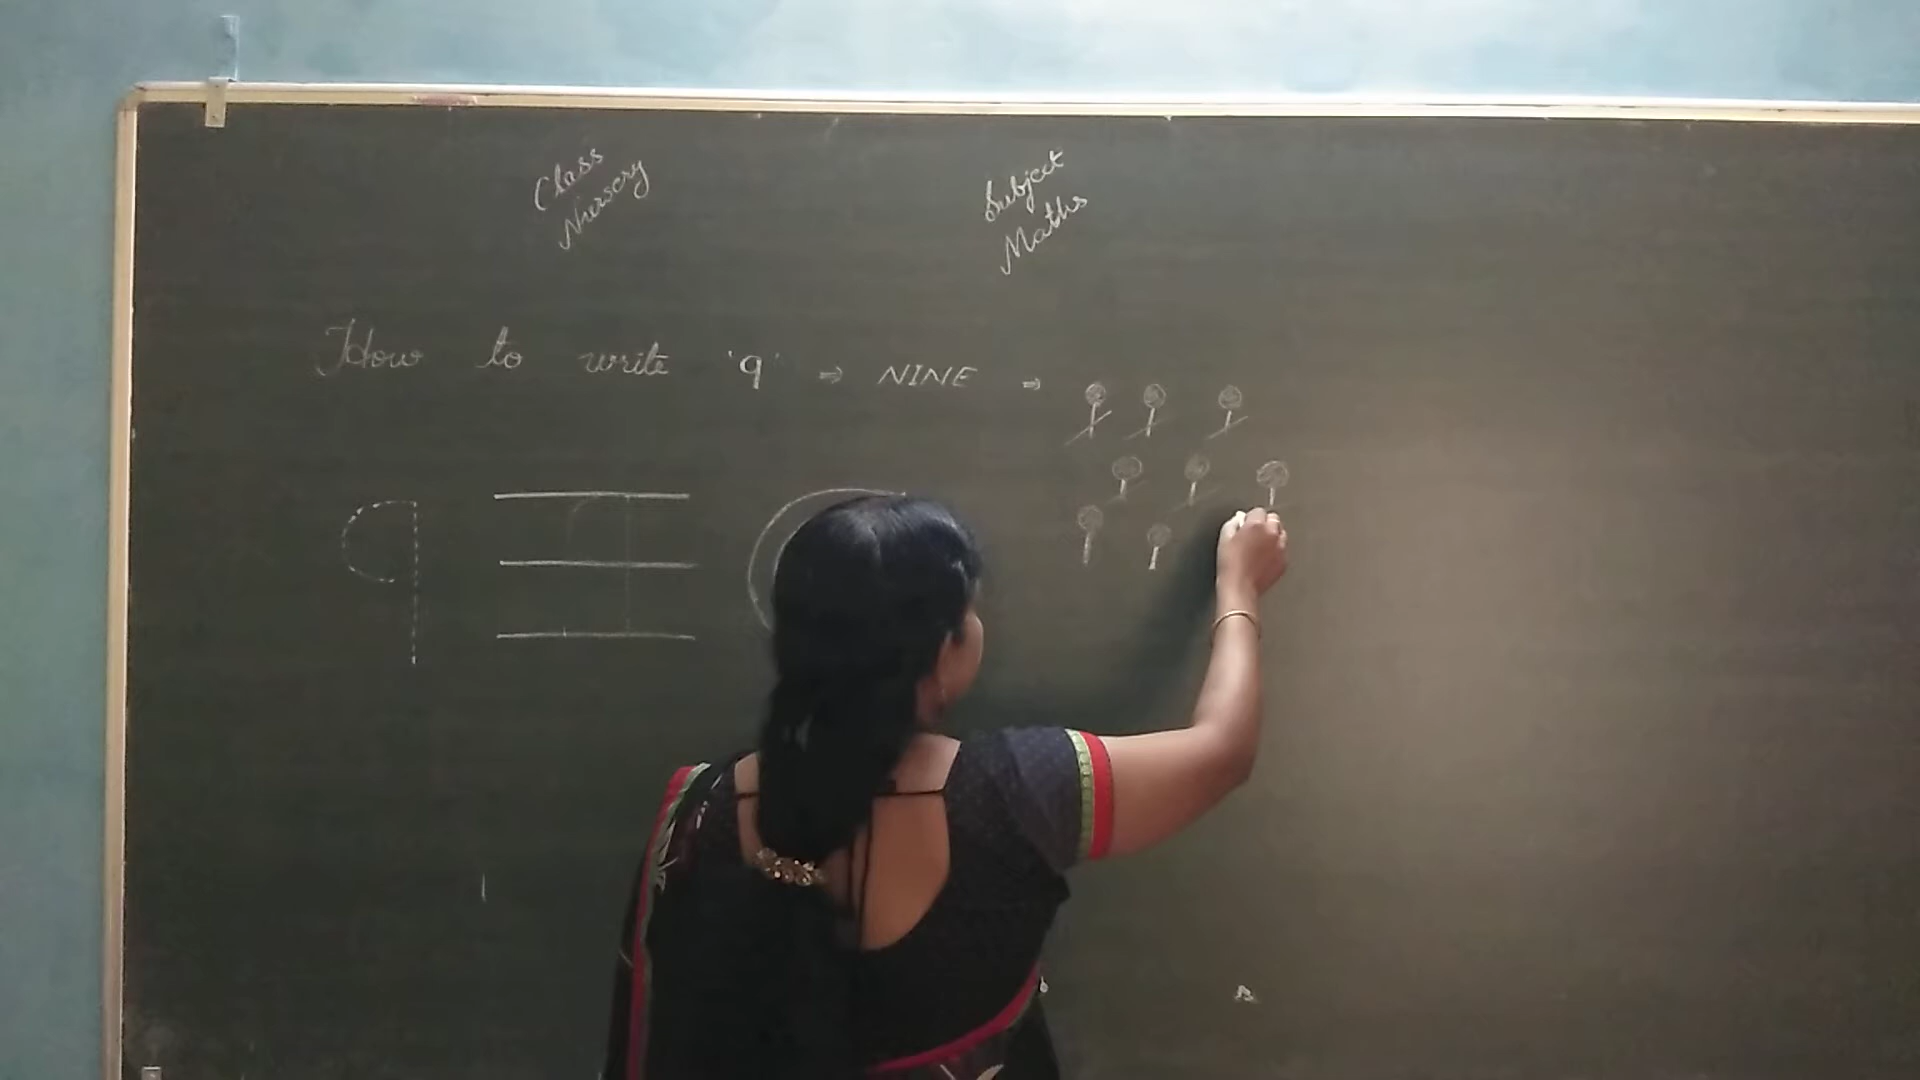 Class
Nursery
Subject
Maths
How to write '9' ⇒ NINE ⇒
9